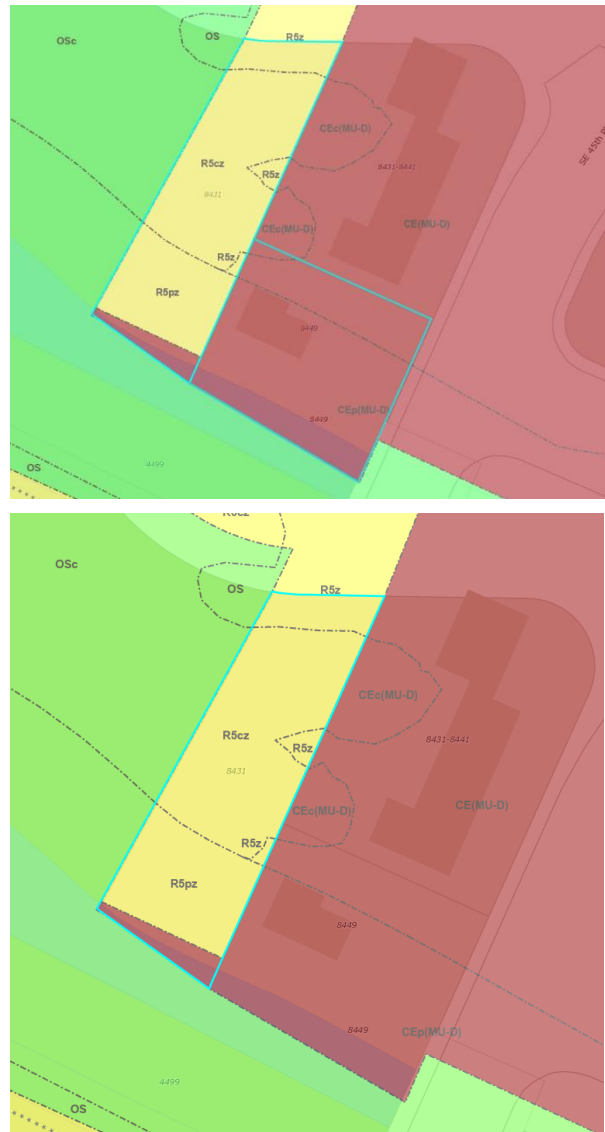 OSc
OS
R5z
CEc(MU-D)
R5cz
8431-8441
R5z
8431
CEc(MU-D)
CE(MU-D)
R5z
R5pz
8449
CEp(MU-D)
8449
4499
OS
OSc
OS
R5z
CEc(MU-D)
R5cz
8431-8441
R5z
8431
CEc(MU-D)
CE(MU-D)
R5z
R5pz
8449
8449
CEp(MU-D)
4499
OS